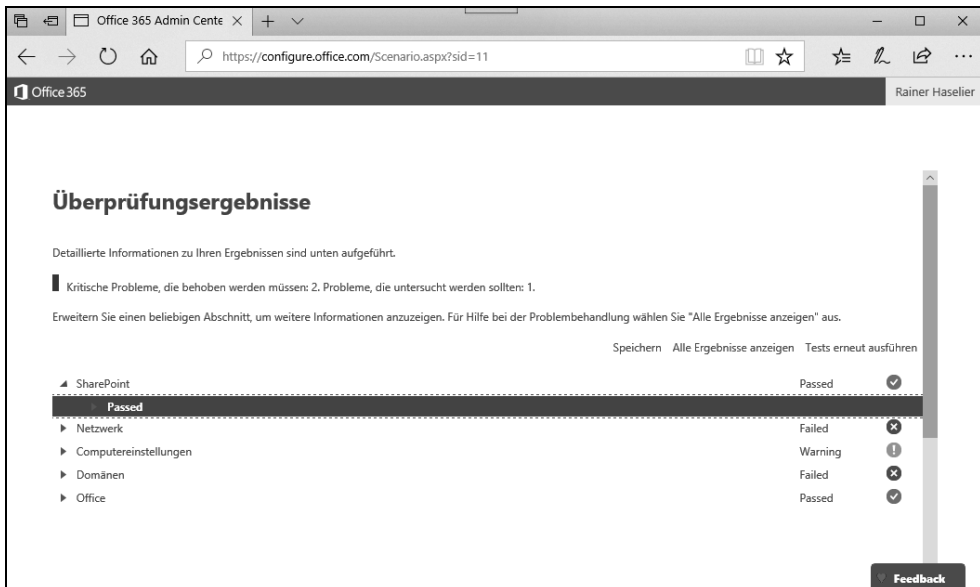 Office 365 Admin Cente
https://configure.office.com/Scenario.aspx?sid=11
Office 365
Rainer Haselier
Überprüfungsergebnisse
Detaillierte Informationen zu Ihren Ergebnissen sind unten aufgeführt.
Kritische Probleme, die behoben werden müssen: 2. Probleme, die untersucht werden sollten: 1.
Erweitern Sie einen beliebigen Abschnitt, um weitere Informationen anzuzeigen. Für Hilfe bei der Problembehandlung wählen Sie "Alle Ergebnisse anzeigen" aus.
Speichern Alle Ergebnisse anzeigen Tests erneut ausführen
SharePoint Passed
Passed
Netzwerk Failed
Computereinstellungen Warning
Domänen Failed
Office Passed
Feedback